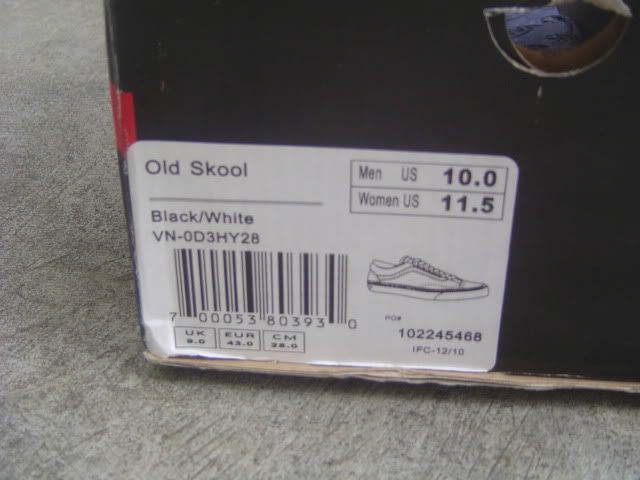 Old Skool
Men US 10.0
Women US 11.5
Black/White
VN-0D3HY28
7 00053 80393 0
PO#
102245468
IFC-12/10
UK EUR CM
9.0 43.0 28.0